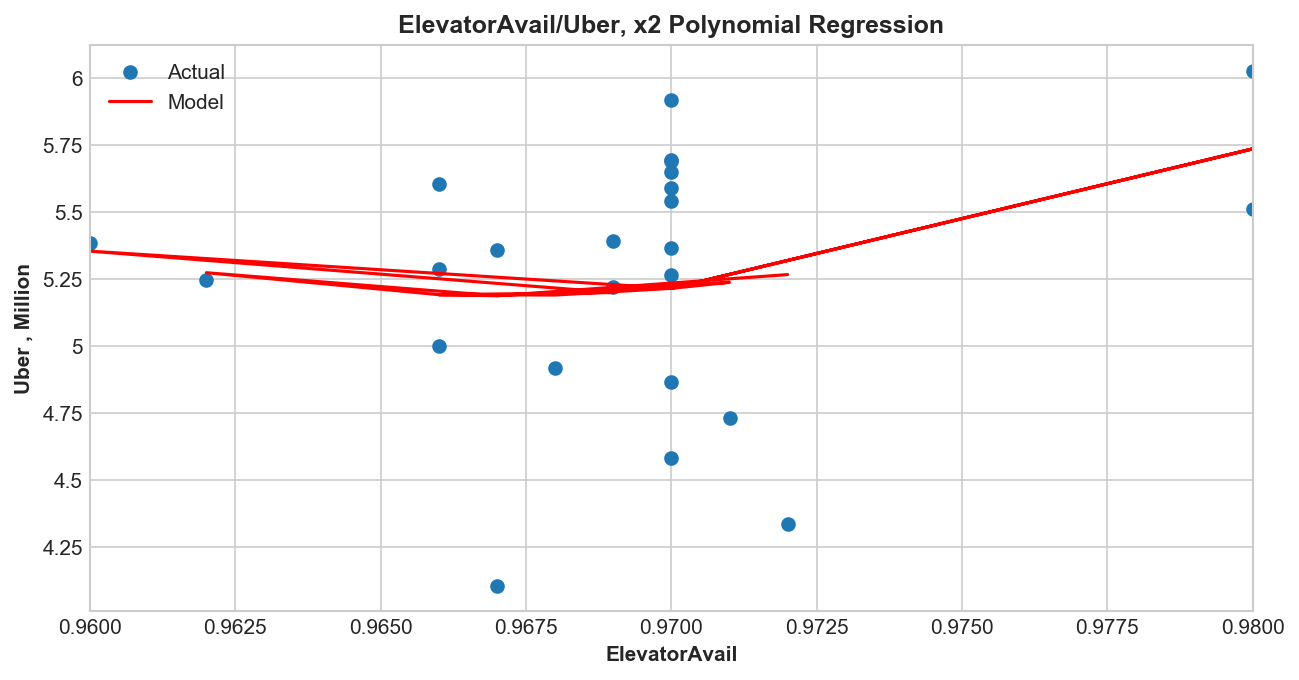 ElevatorAvail/Uber, x2 Polynomial Regression
Actual
Model
6
5.75
5.5
5.25
5
4.75
4.5
4.25
Uber , Million
0.9600 0.9625 0.9650 0.9675 0.9700 0.9725 0.9750 0.9775 0.9800
ElevatorAvail